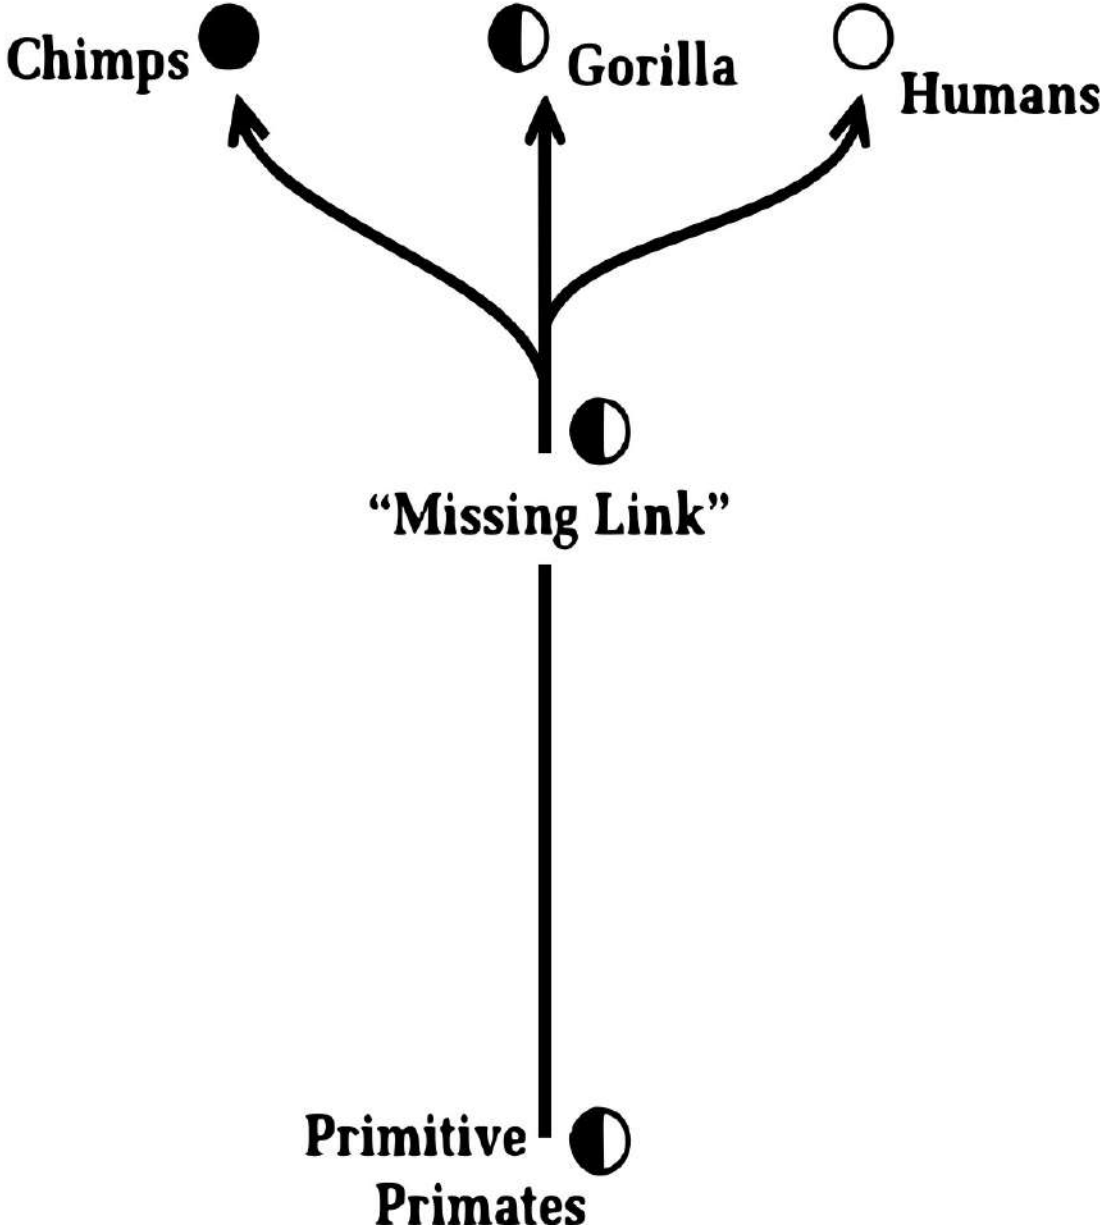 Chimps
Gorilla
Humans
“Missing Link”
Primitive
Primates